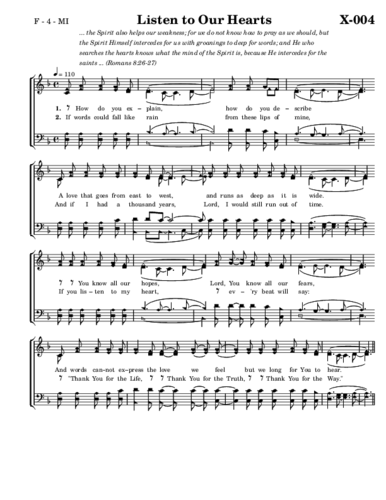 F - 4 - MI
Listen to Our Hearts
X-004
... the Spirit also helps our weakness; for we do not know how to pray as we should, but
the Spirit Himself intercedes for us with groanings to deep for words; and He who
searches the hearts knows what the mind of the Spirit is, because He intercedes for the
saints ... (Romans 8:26-27)
= 110
1. How do you ex - plain, how do you de - scribe
2. If words could fall like rain from these lips of mine,
A love that goes from east to west, and runs as deep as it is wide.
And if I had a thousand years, Lord, I would still run out of time.
You know all our hopes, Lord, You know all our fears,
If you lis - ten to my heart, ev - 'ry beat will say:
And words can-not ex-press the love we feel but we long for You to hear.
"Thank You for the Life, Thank You for the Truth, Thank You for the Way."